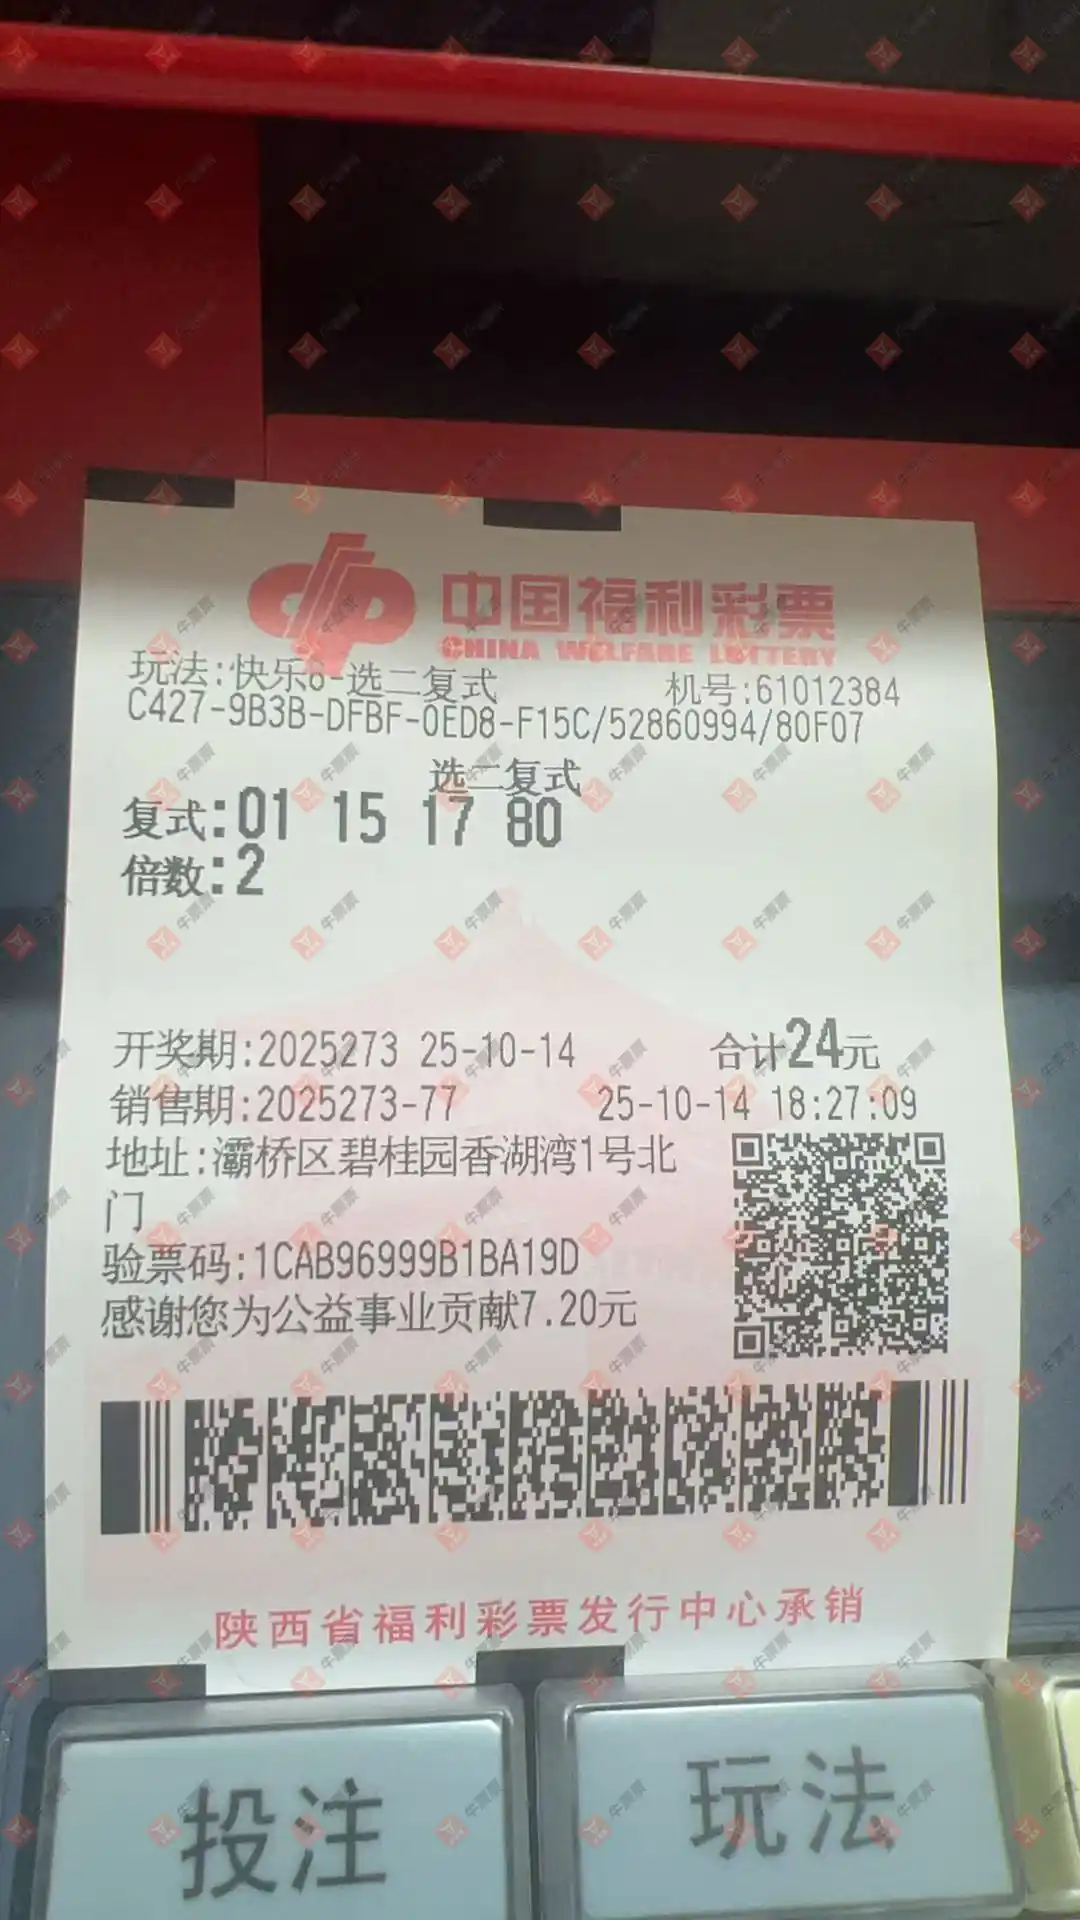 中国福利彩票
CHINA WELFARE LOTTERY
玩法:快乐8-选二复式 机号:61012384
C427-9B3B-DFBF-0ED8-F15C/52860994/80F07
选二复式
复式:01 15 17 80
倍数:2
开奖期:2025273 25-10-14 合计24元
销售期:2025273-77 25-10-14 18:27:09
地址:灞桥区碧桂园香湖湾1号北
门
验票码:1CAB96999B1BA19D
感谢您为公益事业贡献7.20元
陕西省福利彩票发行中心承销
投注 玩法
牛票票